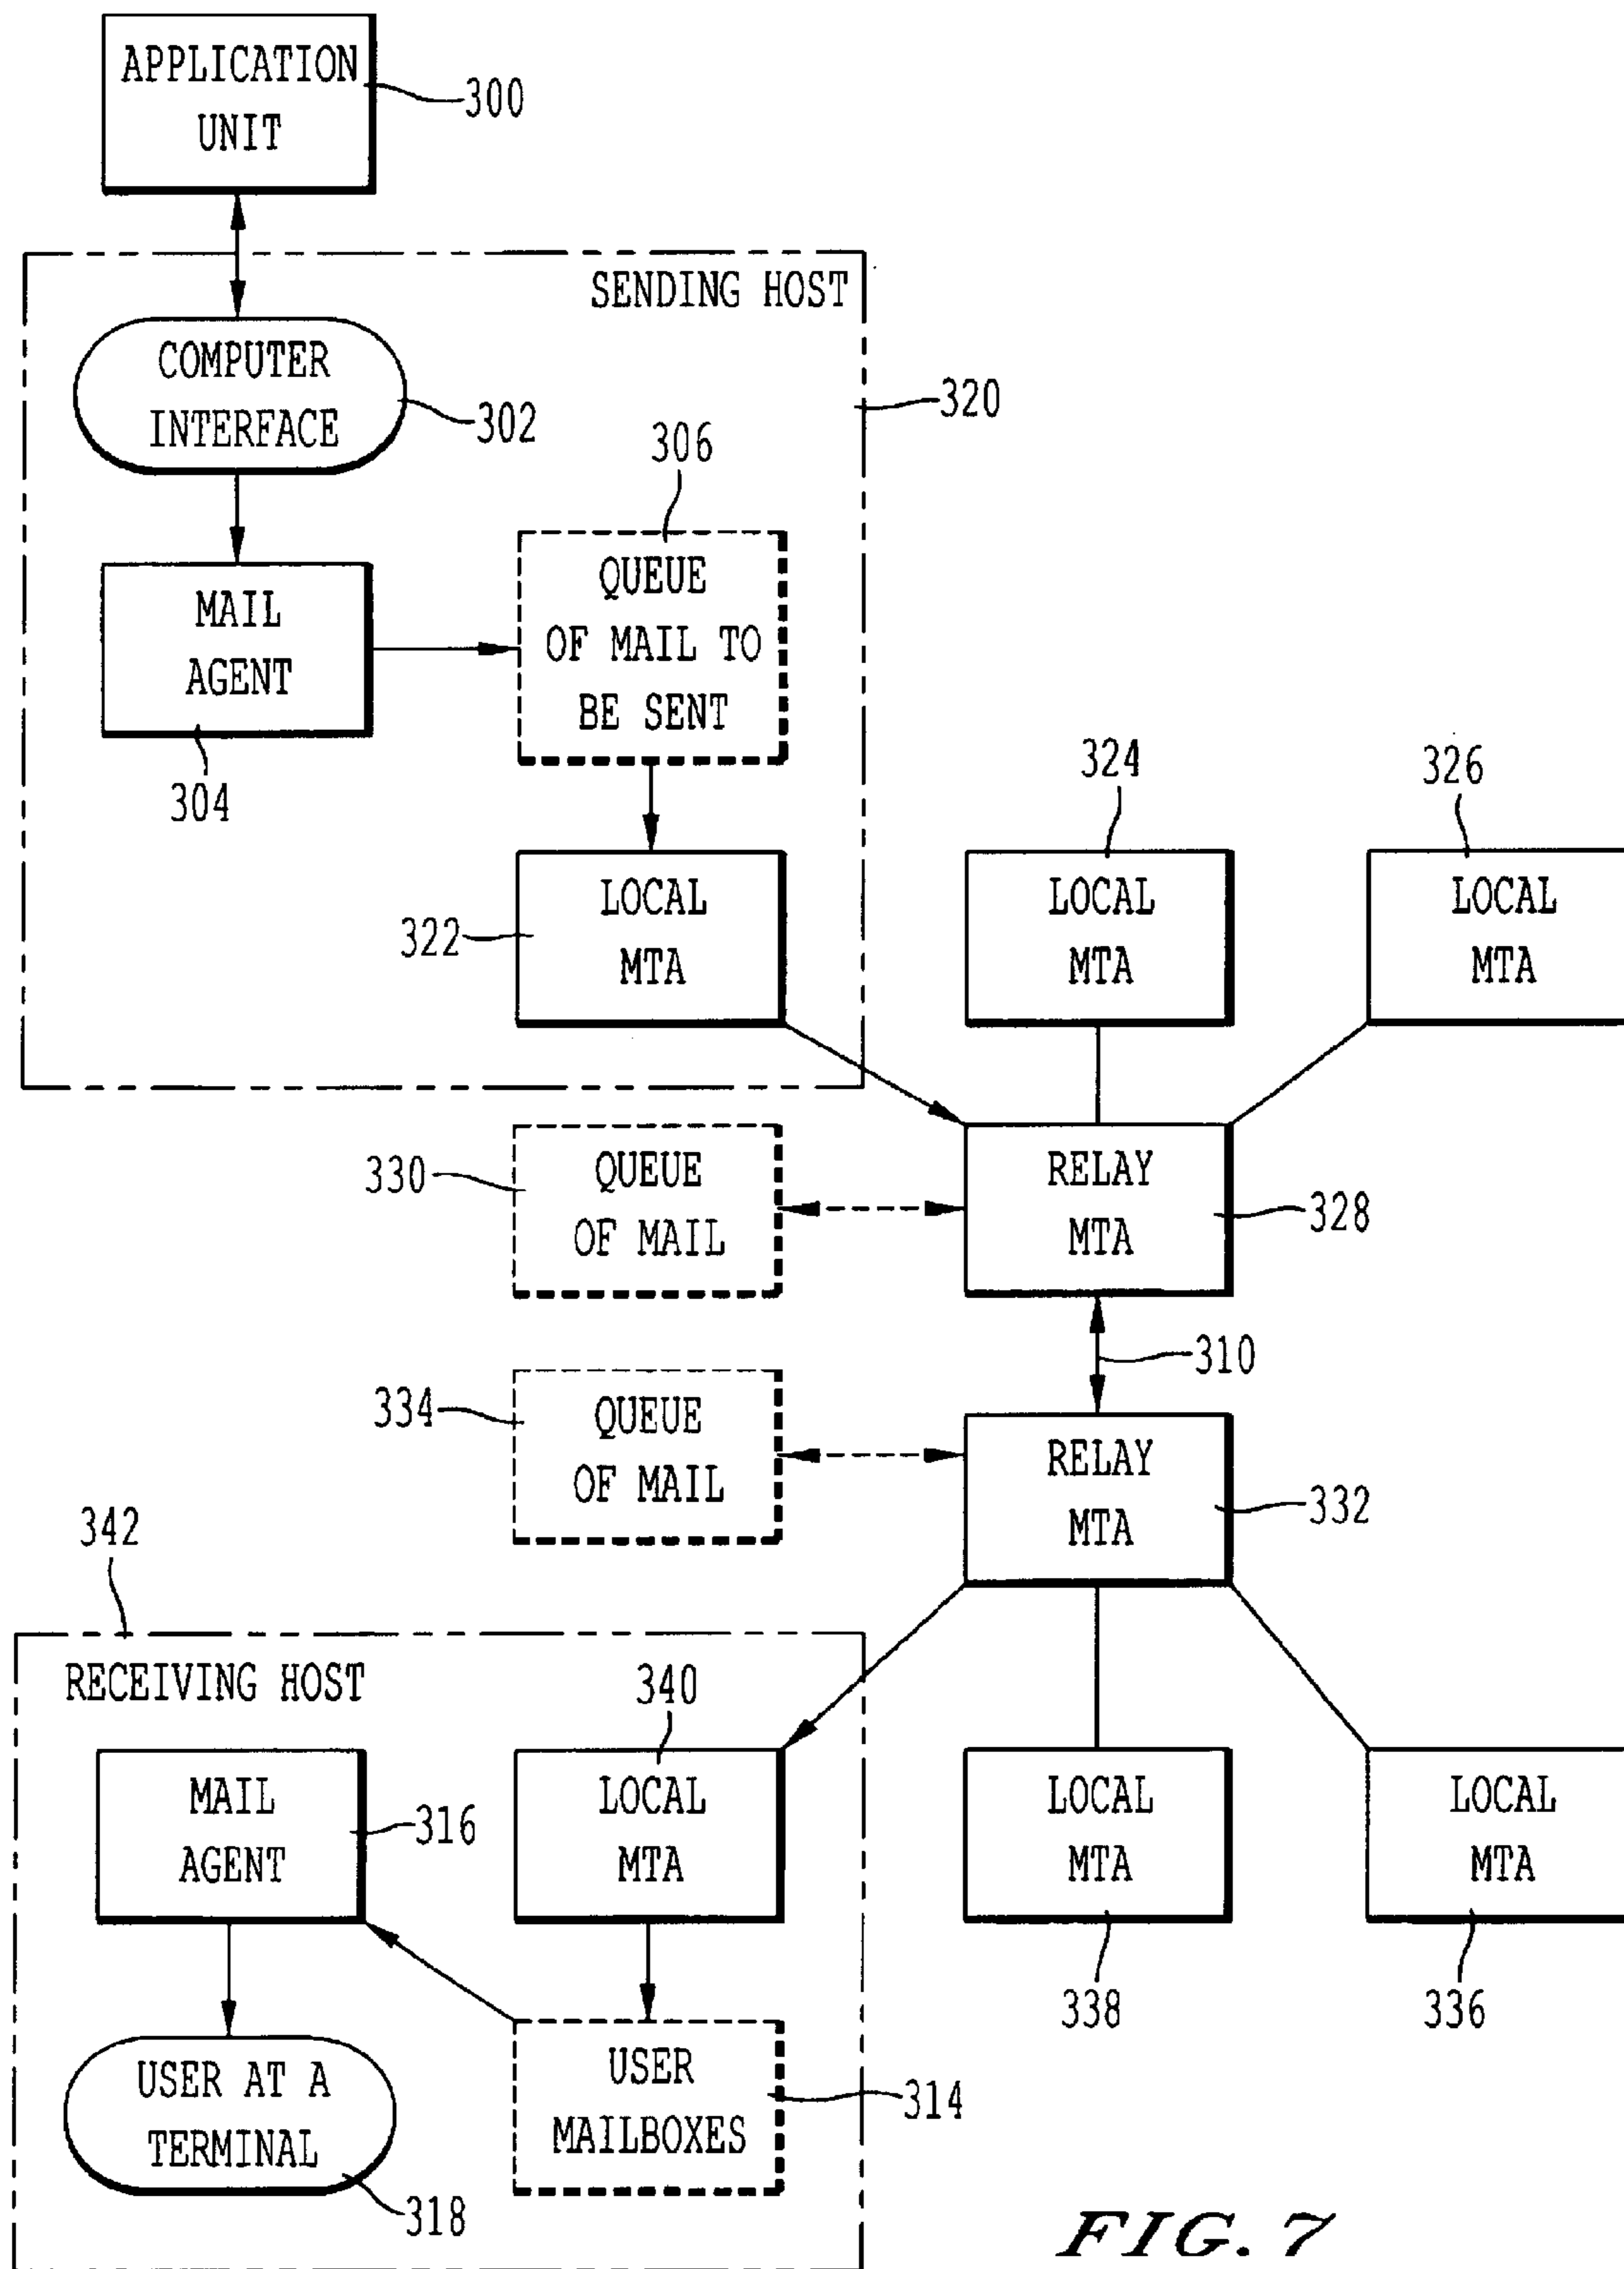 APPLICATION
UNIT
300
SENDING HOST
COMPUTER
INTERFACE
302
320
306
QUEUE
OF MAIL TO
BE SENT
MAIL
AGENT
304
324
326
LOCAL
MTA
322
LOCAL
MTA
LOCAL
MTA
330
QUEUE
OF MAIL
RELAY
MTA
328
310
334
QUEUE
OF MAIL
RELAY
MTA
332
342
RECEIVING HOST
340
MAIL
AGENT
316
LOCAL
MTA
LOCAL
MTA
LOCAL
MTA
338
336
USER AT A
TERMINAL
318
USER
MAILBOXES
314
FIG. 7